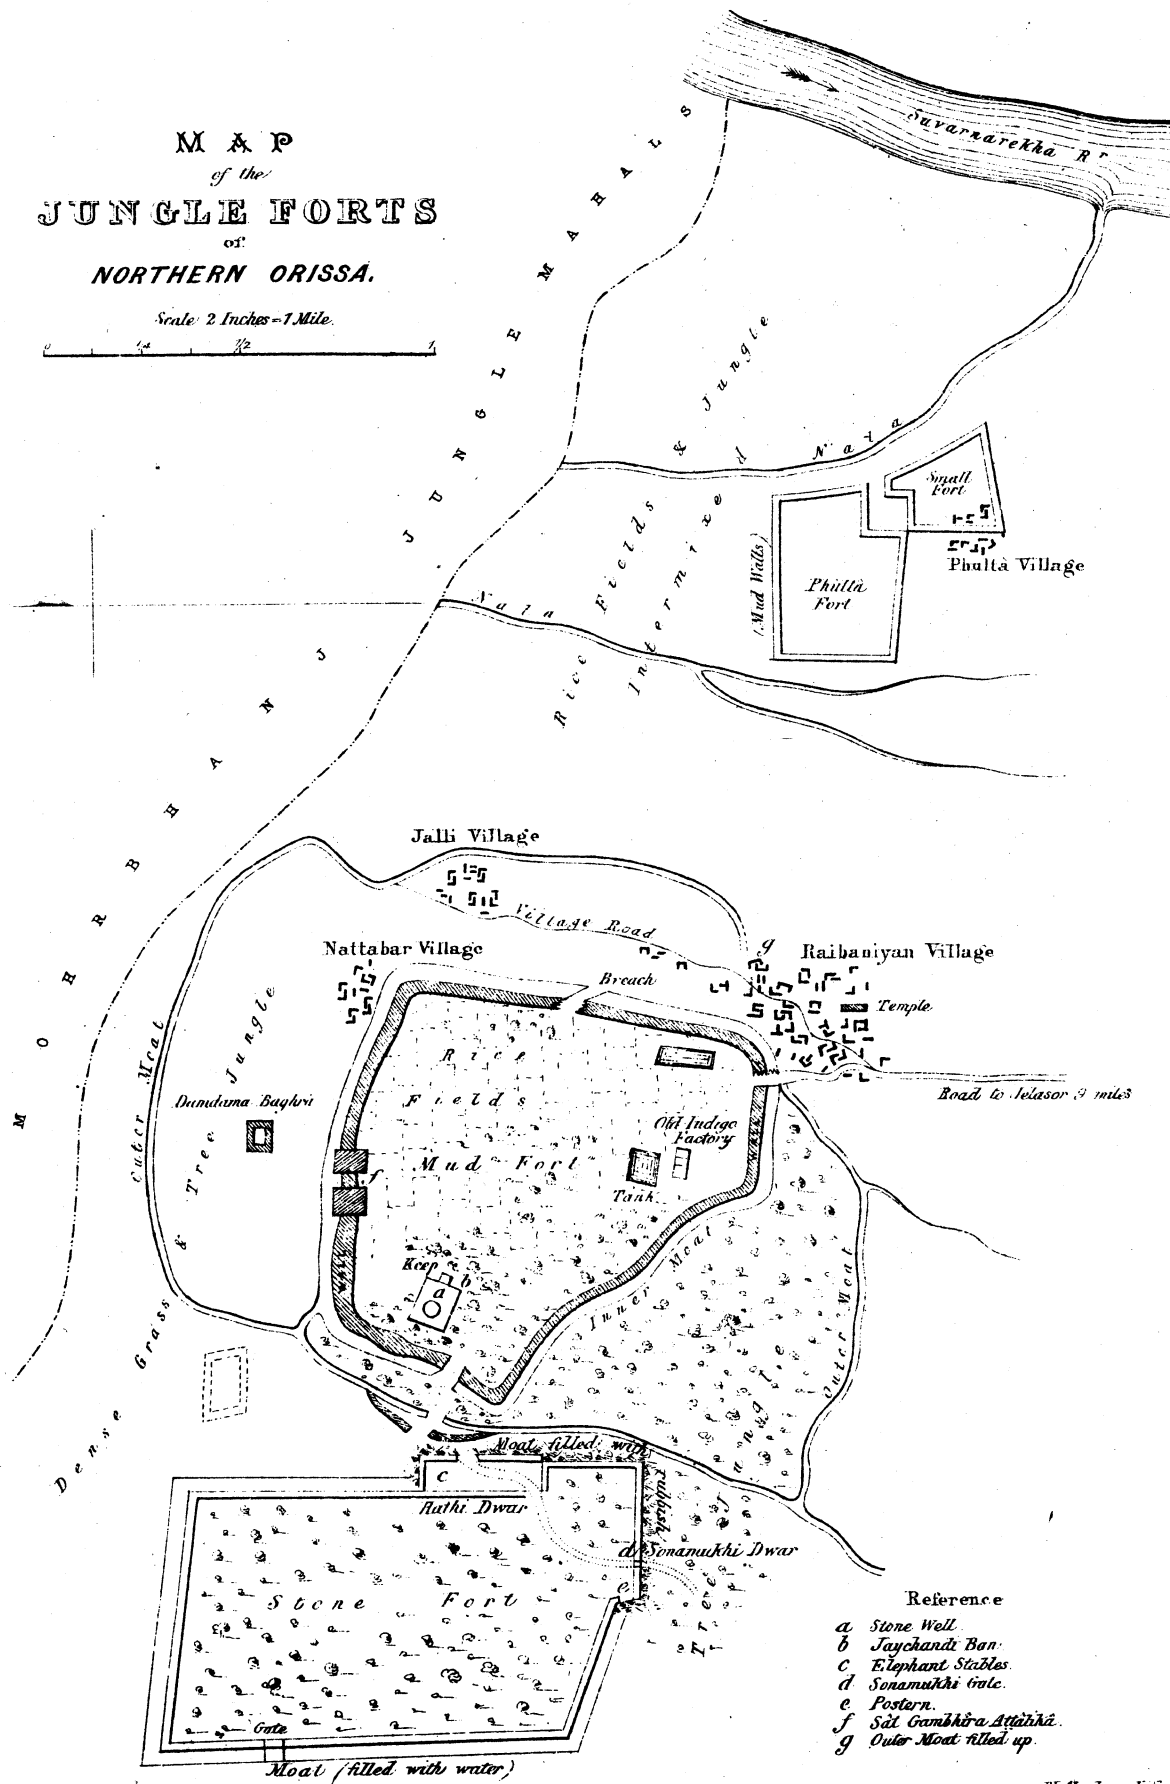 MAP
of the
JUNGLE FORTS
of
NORTHERN ORISSA.
Scale 2 Inches = 1 Mile.
0 1/4 1/2 1
Suvarnarekha Rr
MOHRBHANJ JUNGLE MAHALS
Rice Fields & Jungle
Intermixed
Nala
Small
Fort
Phulta Village
(Mud Walls)
Phulta
Fort
Nala
Jalli Village
Village Road
g
Raibaniyan Village
Nattabar Village
Breach
Temple
Outer Moat
Rice
Fields
Road to Jelasor 9 miles
Damdama Baghra
Old Indigo
Factory
f
Mud Fort
Tank
Dense Grass & Tree Jungle
Keep
b
a
Inner Moat
Outer Moat
Tree Jungle
Moat filled with rubbish
c
Hathi Dwar
d Sonamukhi Dwar
e
Stone Fort
Gate
Moat (filled with water)
Reference
a Stone Well.
b Jaychandi Ban.
c Elephant Stables.
d Sonamukhi Gate.
e Postern.
f Sât Gambhira Attâlikâ.
g Outer Moat filled up.